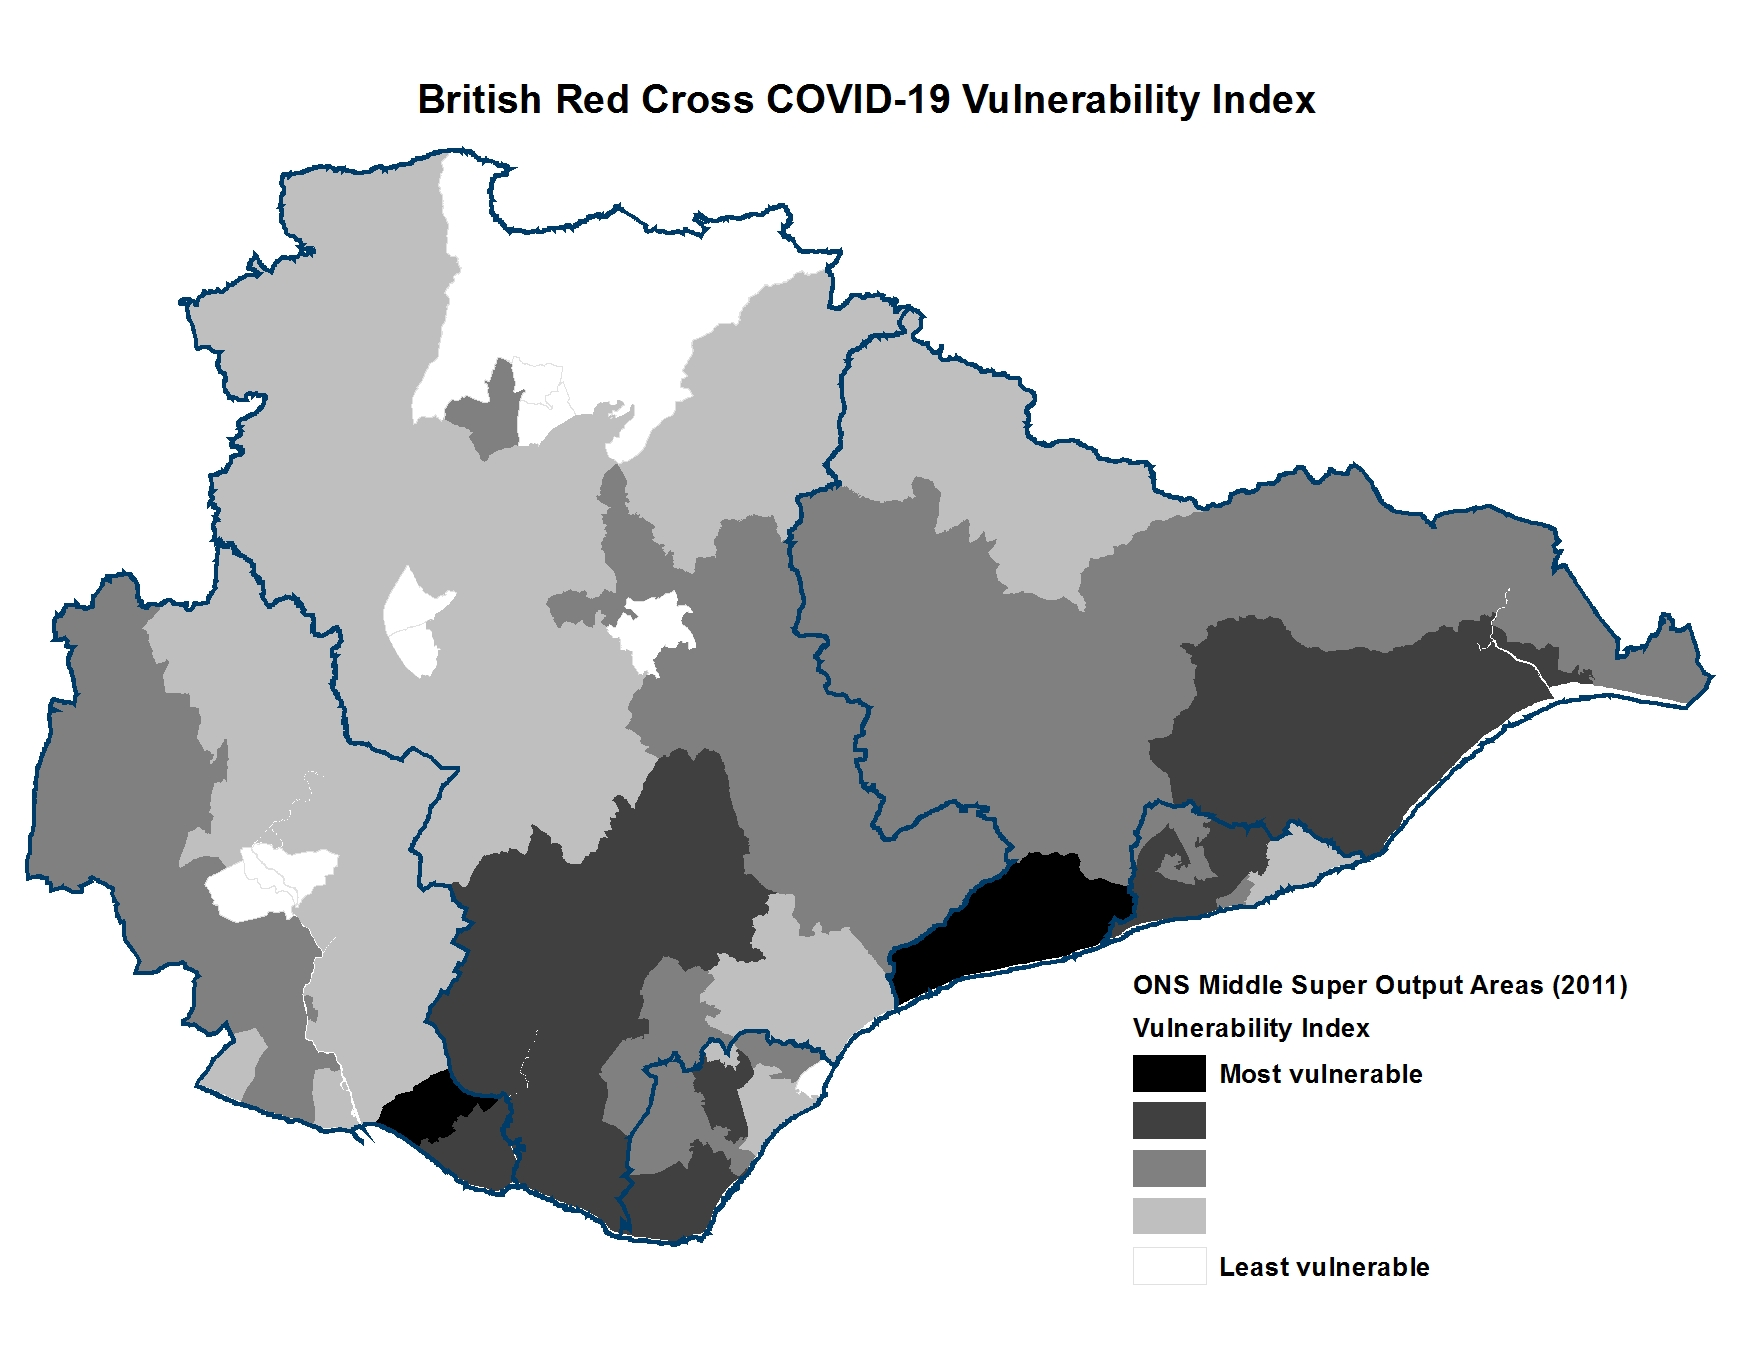 British Red Cross COVID-19 Vulnerability Index
ONS Middle Super Output Areas (2011)
Vulnerability Index
Most vulnerable
Least vulnerable